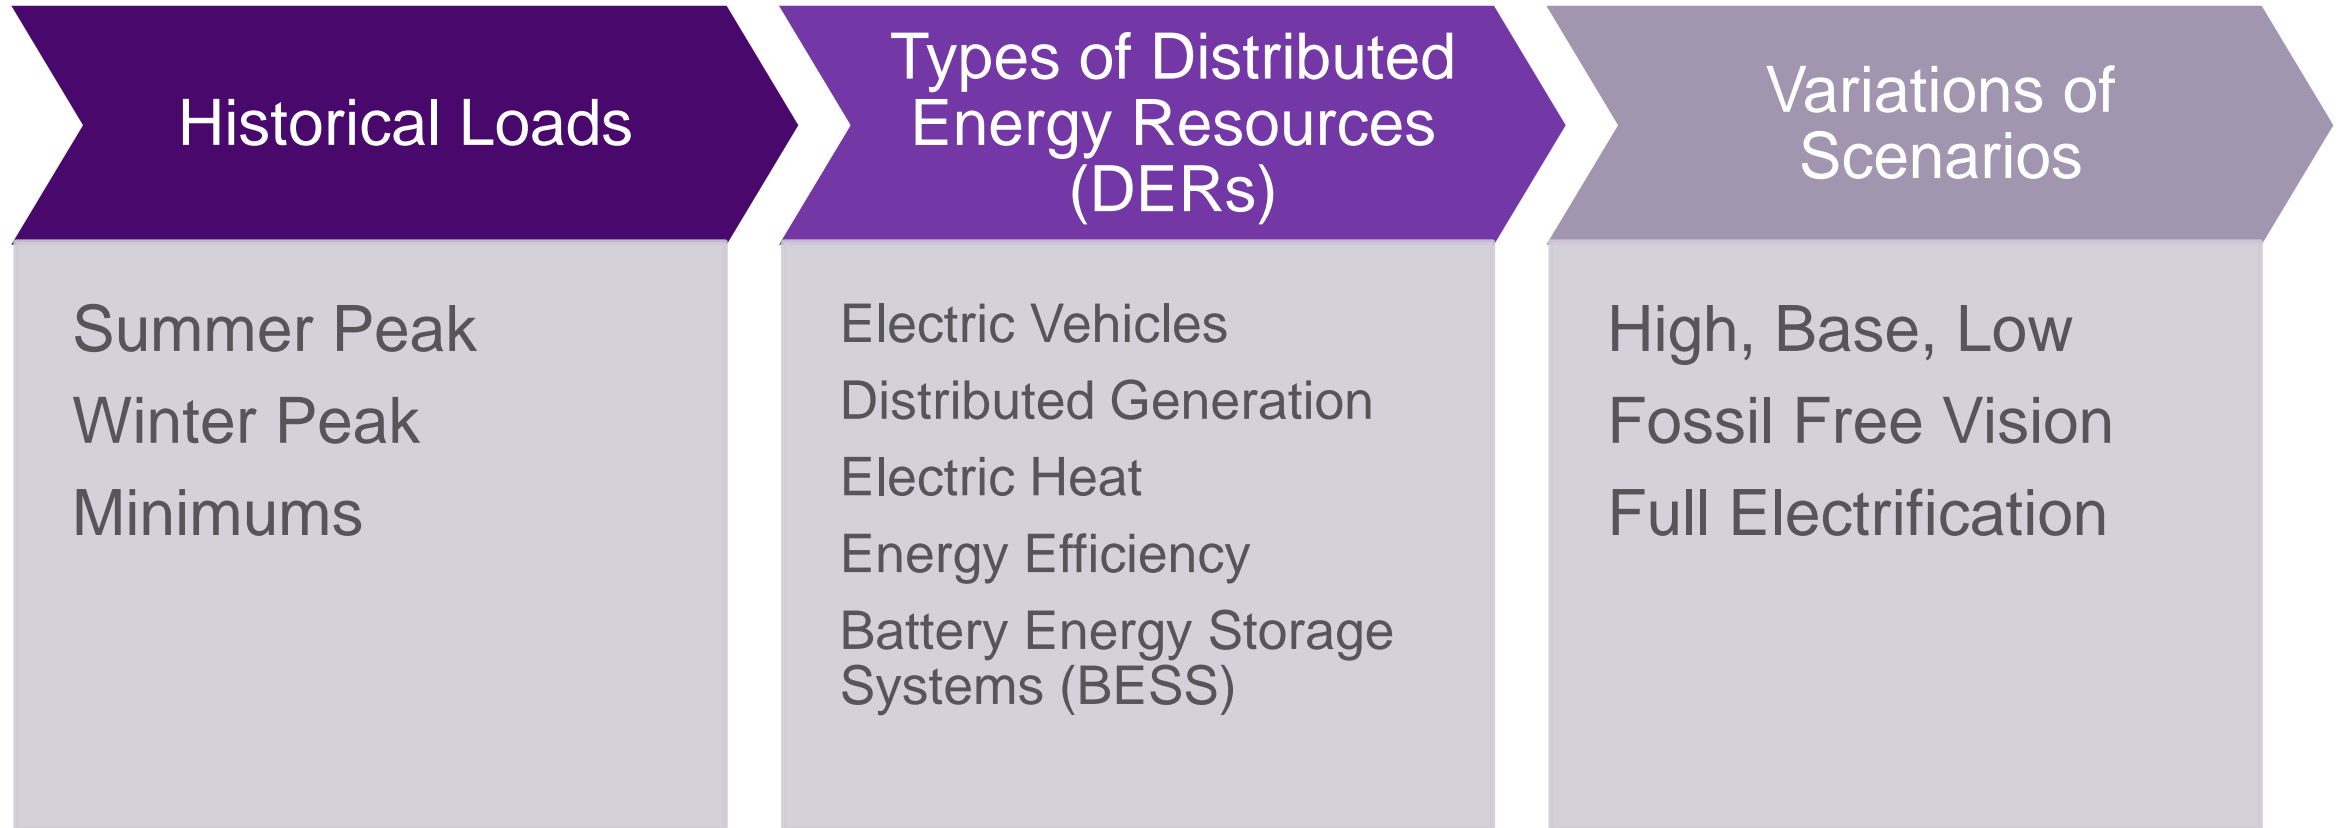 Historical Loads
Summer Peak
Winter Peak
Minimums
Types of Distributed
Energy Resources
(DERs)
Electric Vehicles
Distributed Generation
Electric Heat
Energy Efficiency
Battery Energy Storage
Systems (BESS)
Variations of
Scenarios
High, Base, Low
Fossil Free Vision
Full Electrification